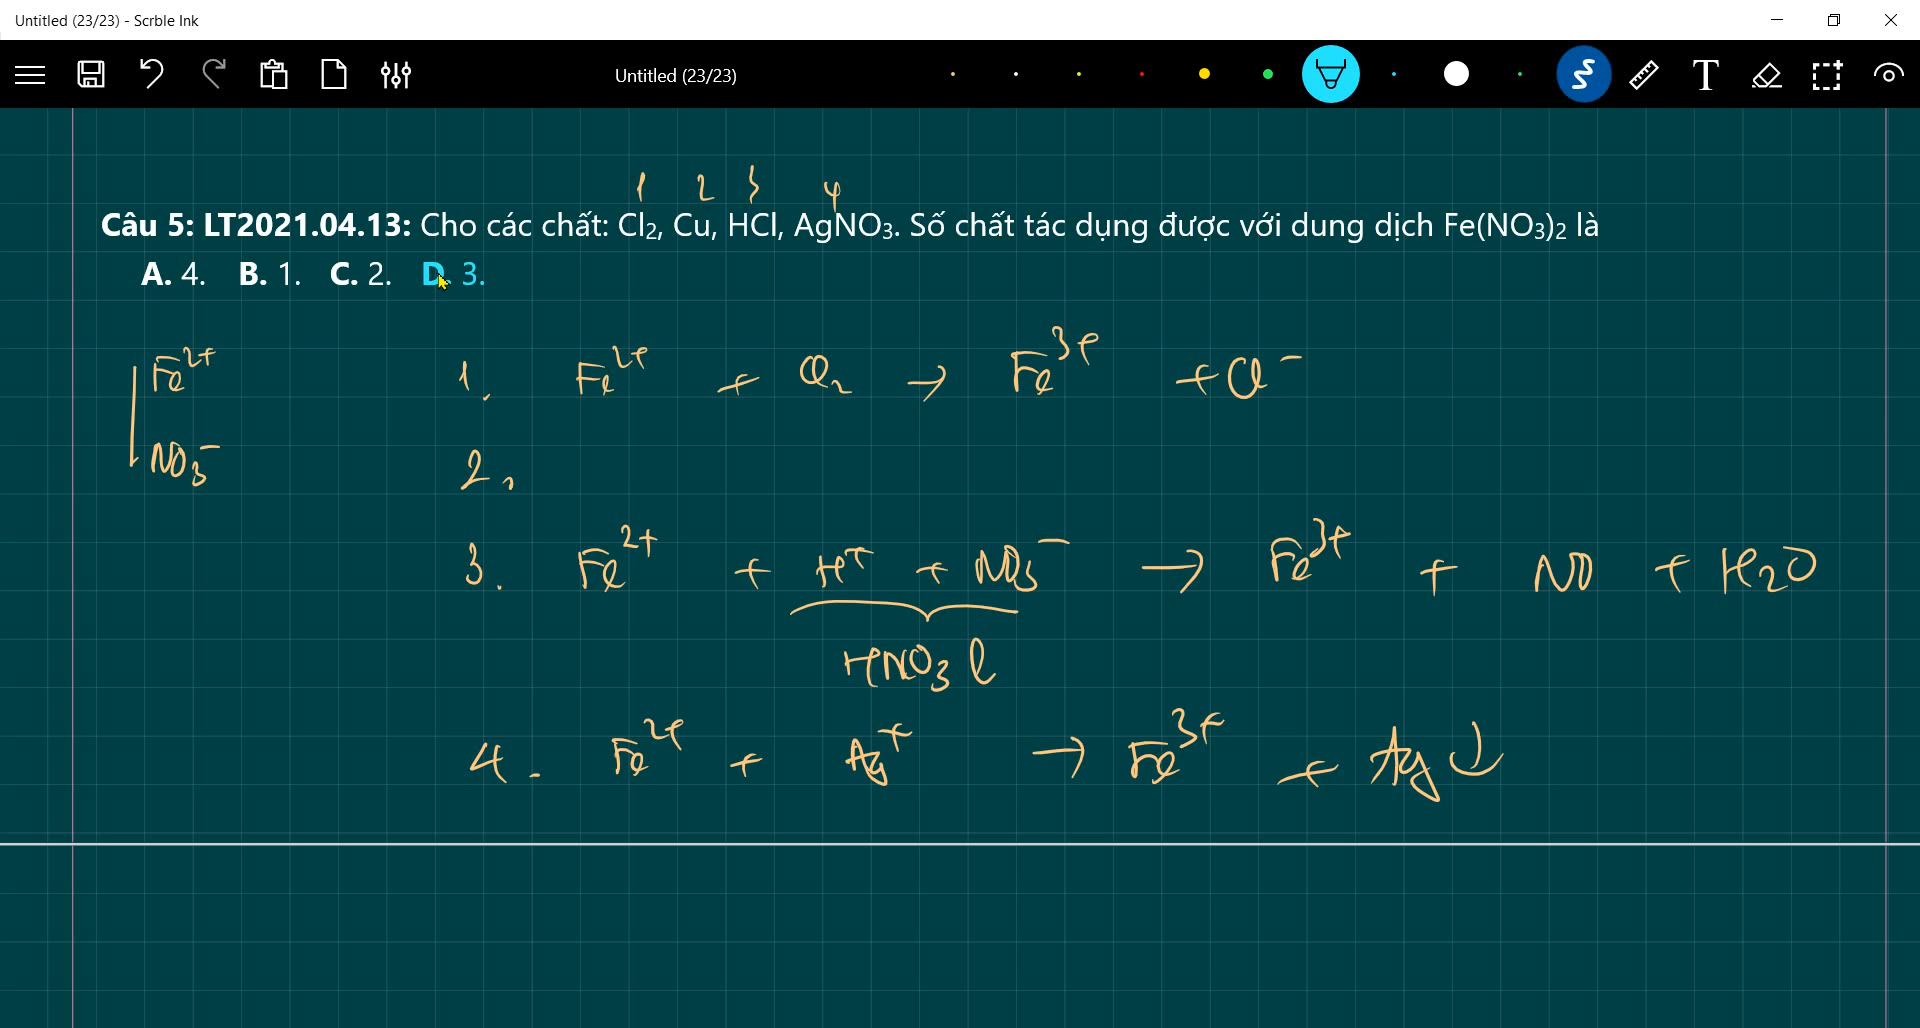 Untitled (23/23) - Scrble Ink
Untitled (23/23)
1 2 3 4
Câu 5: LT2021.04.13: Cho các chất: Cl₂, Cu, HCl, AgNO₃. Số chất tác dụng được với dung dịch Fe(NO₃)₂ là
A. 4. B. 1. C. 2. D. 3.
Fe²⁺
NO₃⁻
1. Fe²⁺ + Cl₂ → Fe³⁺ + Cl⁻
2.
3. Fe²⁺ + H⁺ + NO₃⁻ → Fe³⁺ + NO + H₂O
HNO₃ l
4. Fe²⁺ + Ag⁺ → Fe³⁺ + Ag ↓